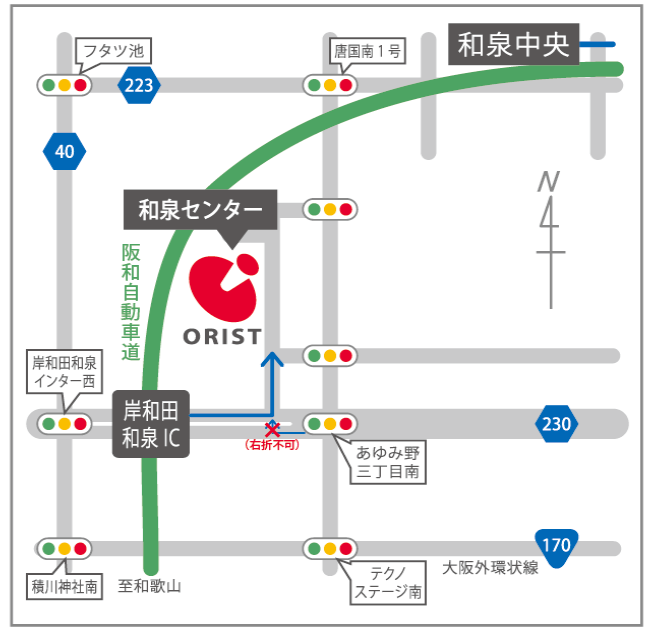 フタツ池
唐国南1号
和泉中央
223
40
和泉センター
N
阪和自動車道
ORIST
岸和田和泉
インター西
岸和田
和泉IC
(右折不可)
230
あゆみ野
三丁目南
170
大阪外環状線
積川神社南
至和歌山
テクノ
ステージ南